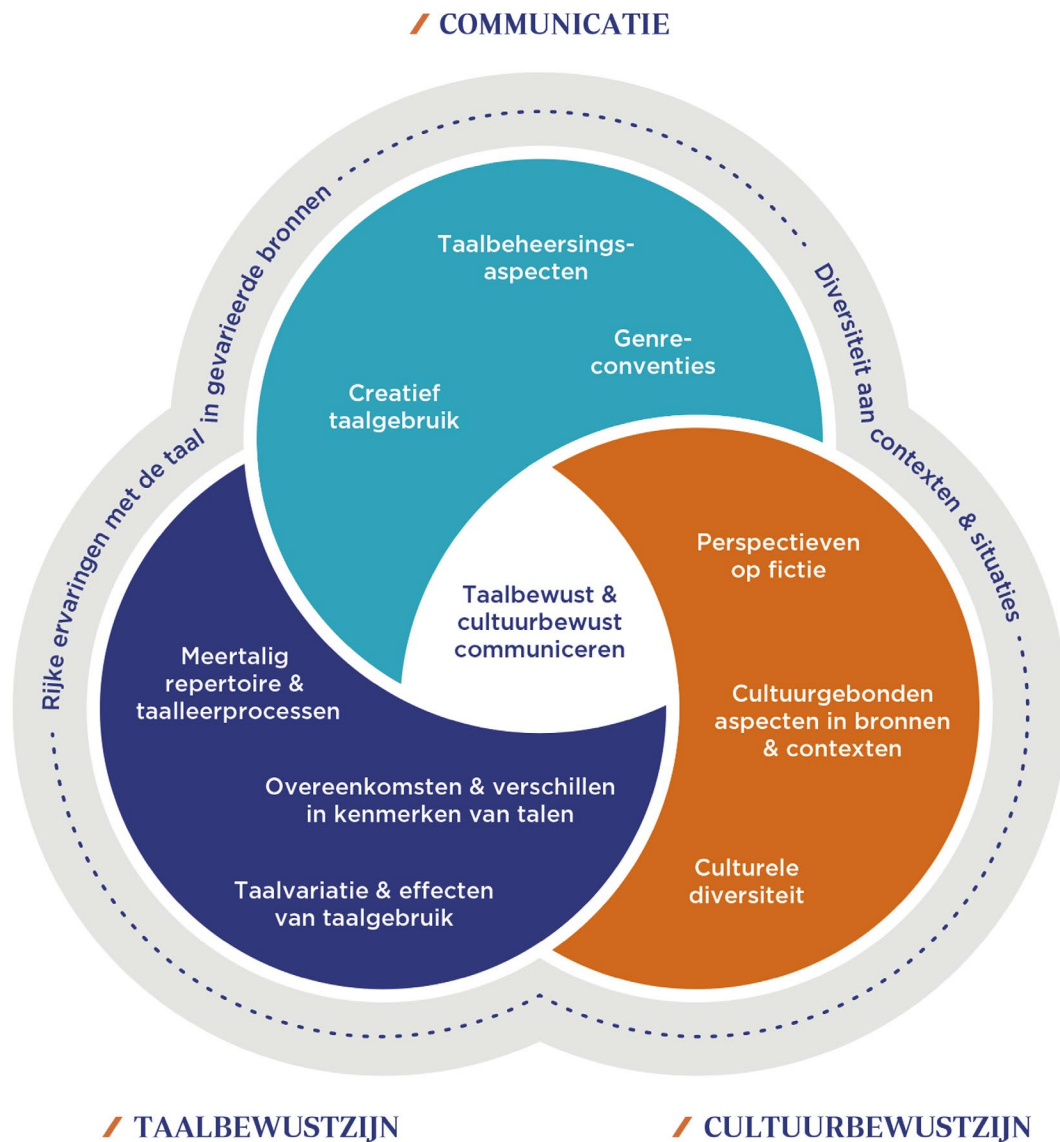 / COMMUNICATIE
Rijke ervaringen met de taal in gevarieerde bronnen
Diversiteit aan contexten & situaties
Taalbeheersings-
aspecten
Genre-
conventies
Creatief
taalgebruik
Perspectieven
op fictie
Taalbewust &
cultuurbewust
communiceren
Meertalig
repertoire &
taalleerprocessen
Cultuurgebonden
aspecten in bronnen
& contexten
Overeenkomsten & verschillen
in kenmerken van talen
Culturele
diversiteit
Taalvariatie & effecten
van taalgebruik
/ TAALBEWUSTZIJN
/ CULTUURBEWUSTZIJN